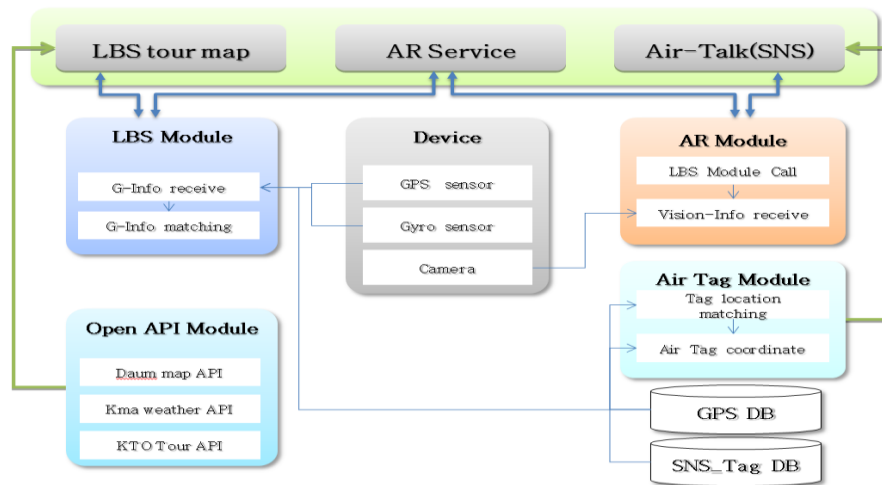 LBS tour map
AR Service
Air-Talk(SNS)
LBS Module
G-Info receive
G-Info matching
Device
GPS sensor
Gyro sensor
Camera
AR Module
LBS Module Call
Vision-Info receive
Air Tag Module
Tag location
matching
Air Tag coordinate
Open API Module
Daum map API
Kma weather API
KTO Tour API
GPS DB
SNS_Tag DB